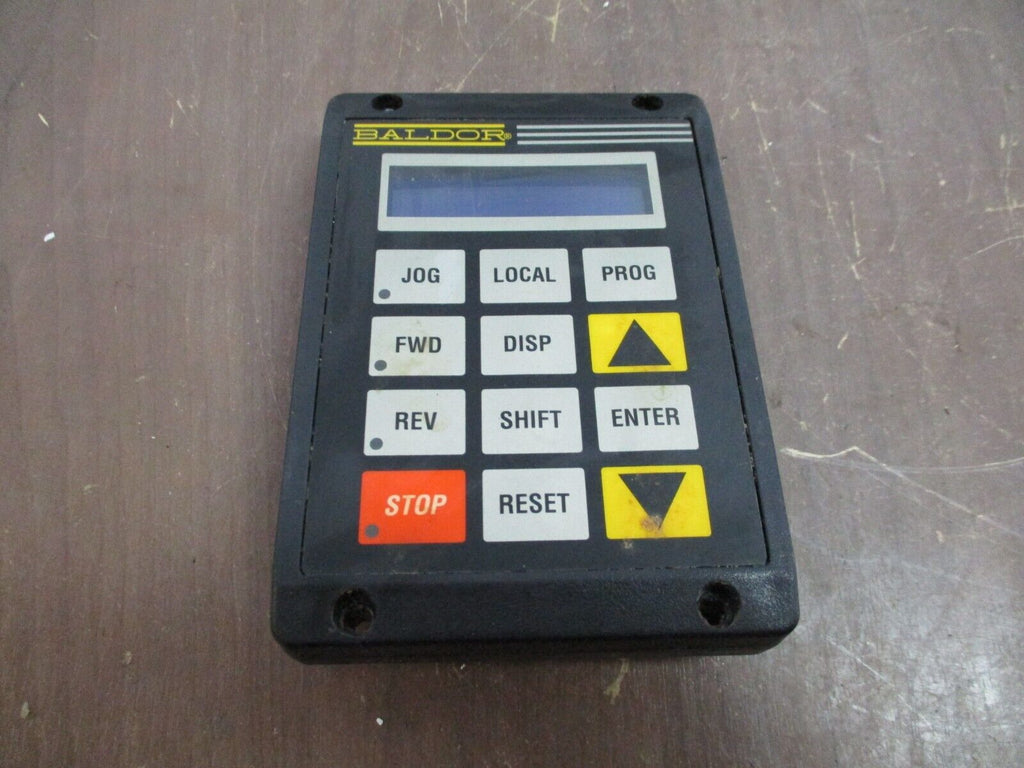 BALDOR®
JOG LOCAL PROG
FWD DISP
REV SHIFT ENTER
STOP RESET